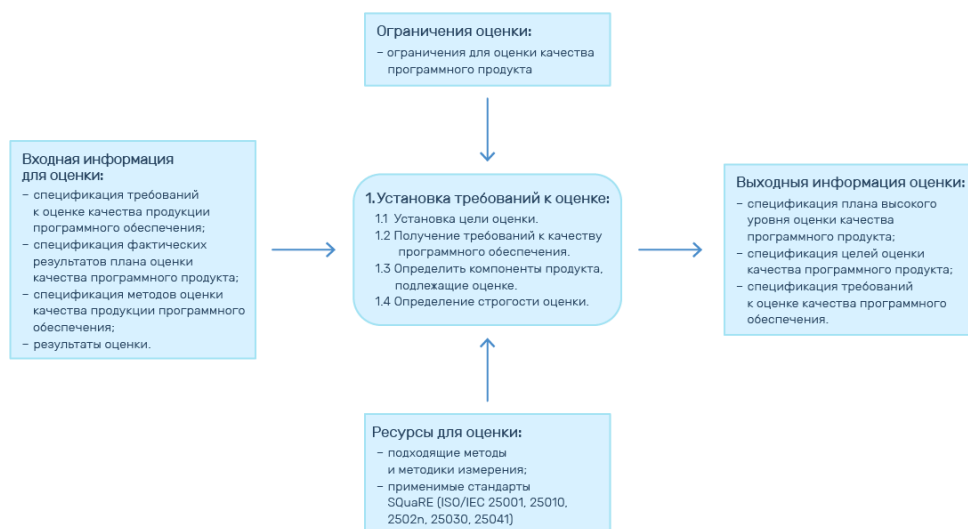 Ограничения оценки:
– ограничения для оценки качества
программного продукта
Входная информация
для оценки:
– спецификация требований
к оценке качества продукции
программного обеспечения;
– спецификация фактических
результатов плана оценки
качества программного продукта;
– спецификация методов оценки
качества продукции программного
обеспечения;
– результаты оценки.
1.Установка требований к оценке:
1.1 Установка цели оценки.
1.2 Получение требований к качеству
программного обеспечения.
1.3 Определить компоненты продукта,
подлежащие оценке.
1.4 Определение строгости оценки.
Выходныя информация оценки:
– спецификация плана высокого
уровня оценки качества
программного продукта;
– спецификация целей оценки
качества программного продукта;
– спецификация требований
к оценке качества программного
обеспечения.
Ресурсы для оценки:
– подходящие методы
и методики измерения;
– применимые стандарты
SQuaRE (ISO/IEC 25001, 25010,
2502n, 25030, 25041)